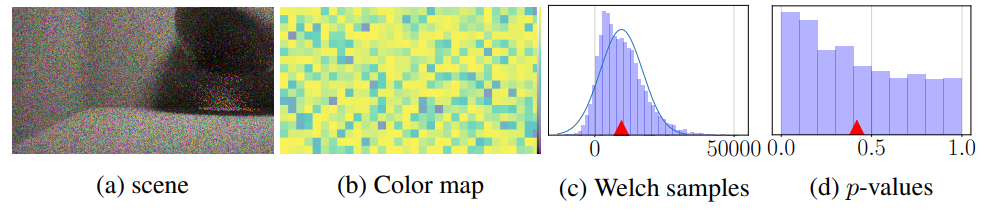 0
50000
0.0
0.5
1.0
(a) scene
(b) Color map
(c) Welch samples
(d) p-values